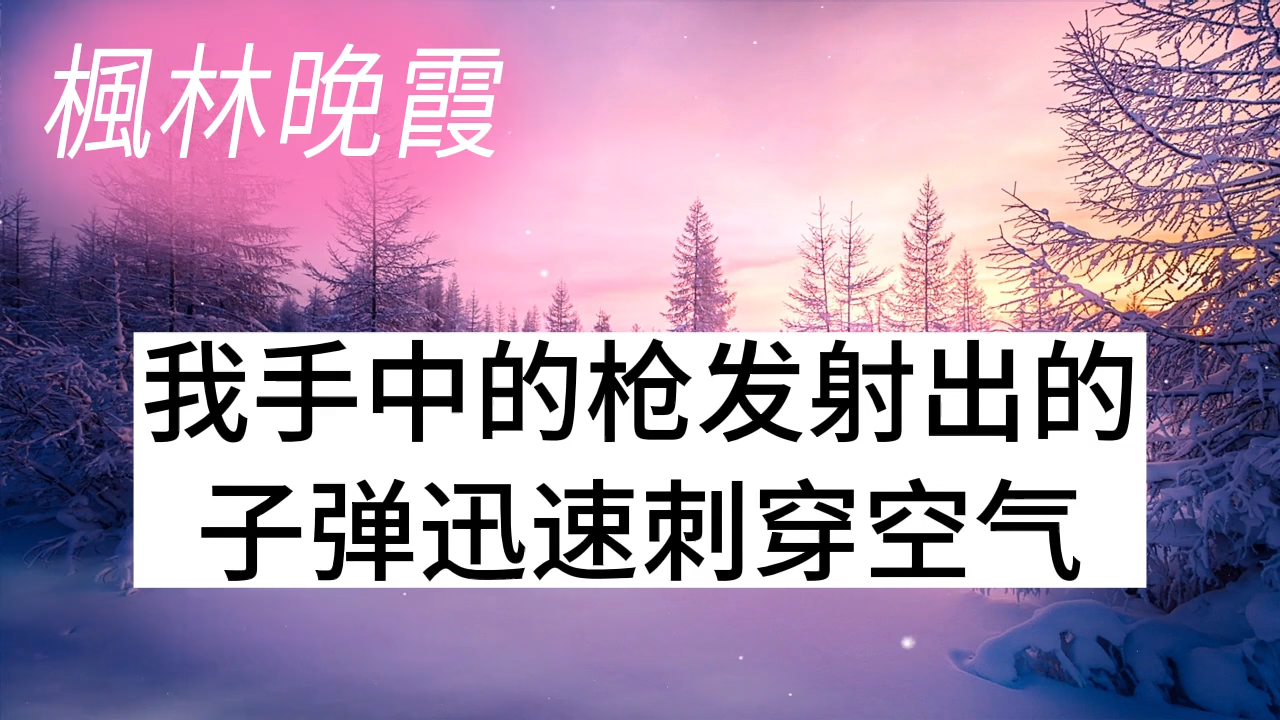 楓林晚霞
我手中的枪发射出的
子弹迅速刺穿空气